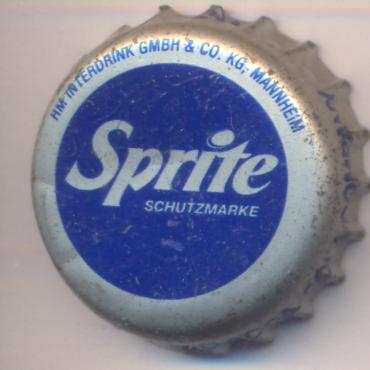 HM INTERDRINK GMBH & CO. KG, MANNHEIM
Sprite
SCHUTZMARKE